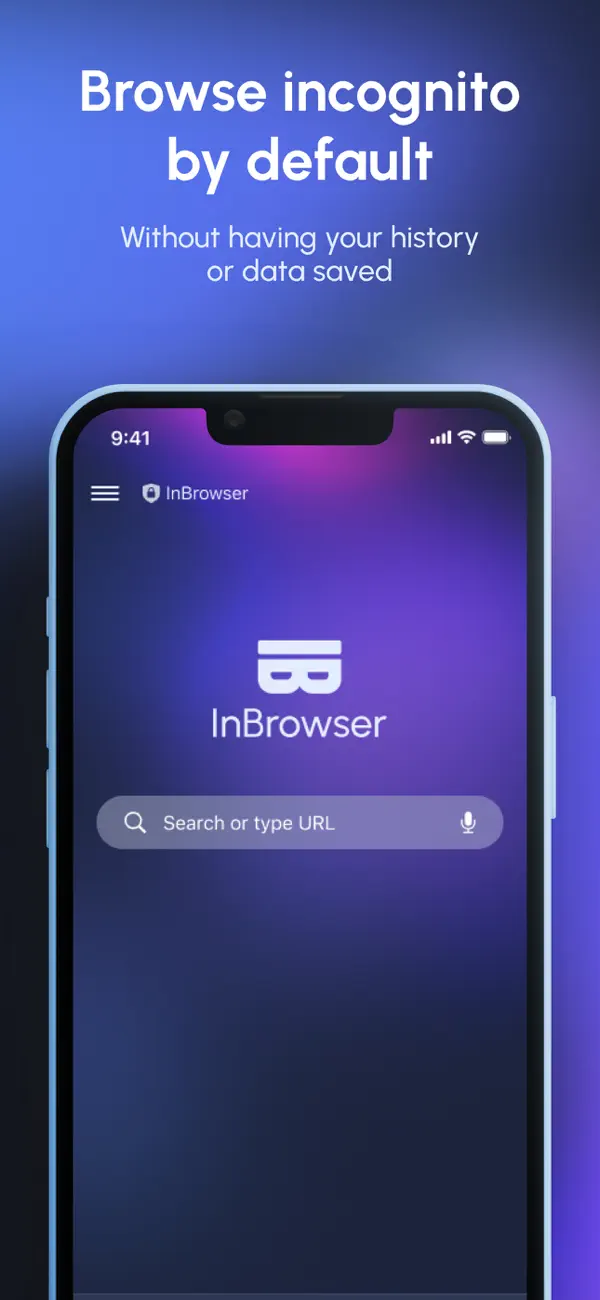 Browse incognito
by default
Without having your history
or data saved
9:41
InBrowser
InBrowser
Search or type URL